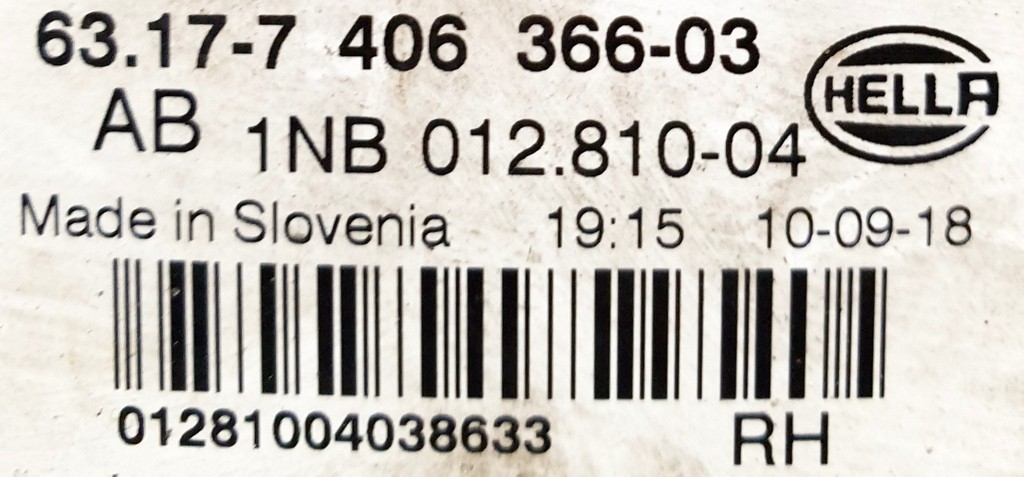 63.17-7 406 366-03
HELLA
AB 1NB 012.810-04
Made in Slovenia 19:15 10-09-18
01281004038633 RH